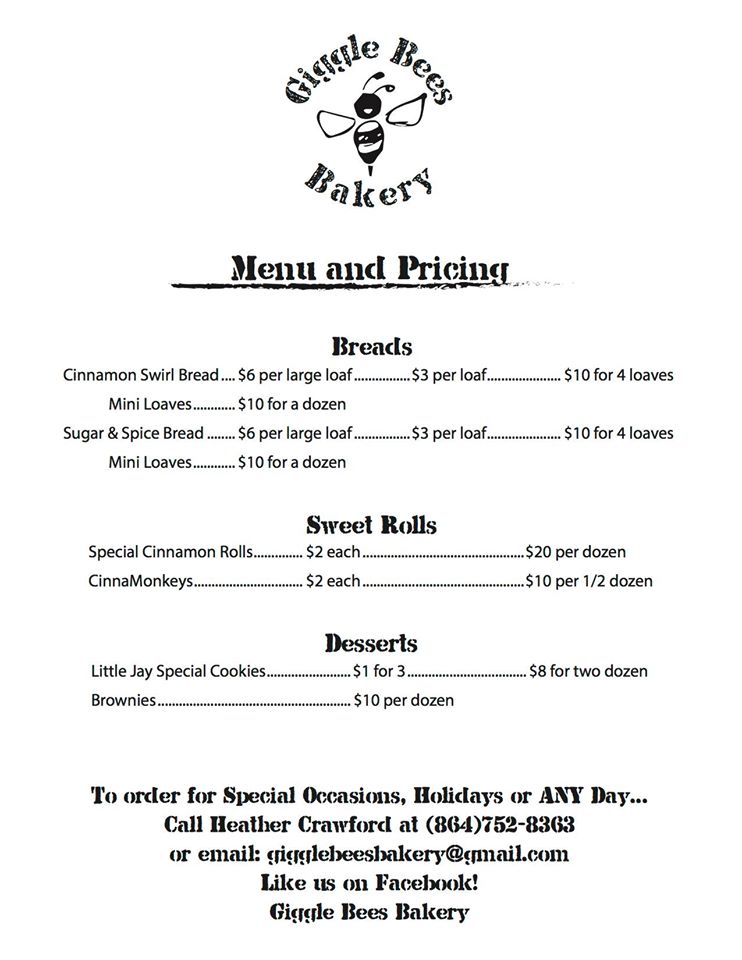 Giggle Bees
Bakery
Menu and Pricing
Breads
Cinnamon Swirl Bread .... $6 per large loaf ................ $3 per loaf ..................... $10 for 4 loaves
Mini Loaves ............ $10 for a dozen
Sugar & Spice Bread ........ $6 per large loaf ................ $3 per loaf ..................... $10 for 4 loaves
Mini Loaves ............ $10 for a dozen
Sweet Rolls
Special Cinnamon Rolls .............. $2 each ............................................... $20 per dozen
CinnaMonkeys ............................... $2 each ............................................... $10 per 1/2 dozen
Desserts
Little Jay Special Cookies ........................ $1 for 3 .................................. $8 for two dozen
Brownies ....................................................... $10 per dozen
To order for Special Occasions, Holidays or ANY Day...
Call Heather Crawford at (864)752-8363
or email: gigglebeesbakery@gmail.com
Like us on Facebook!
Giggle Bees Bakery